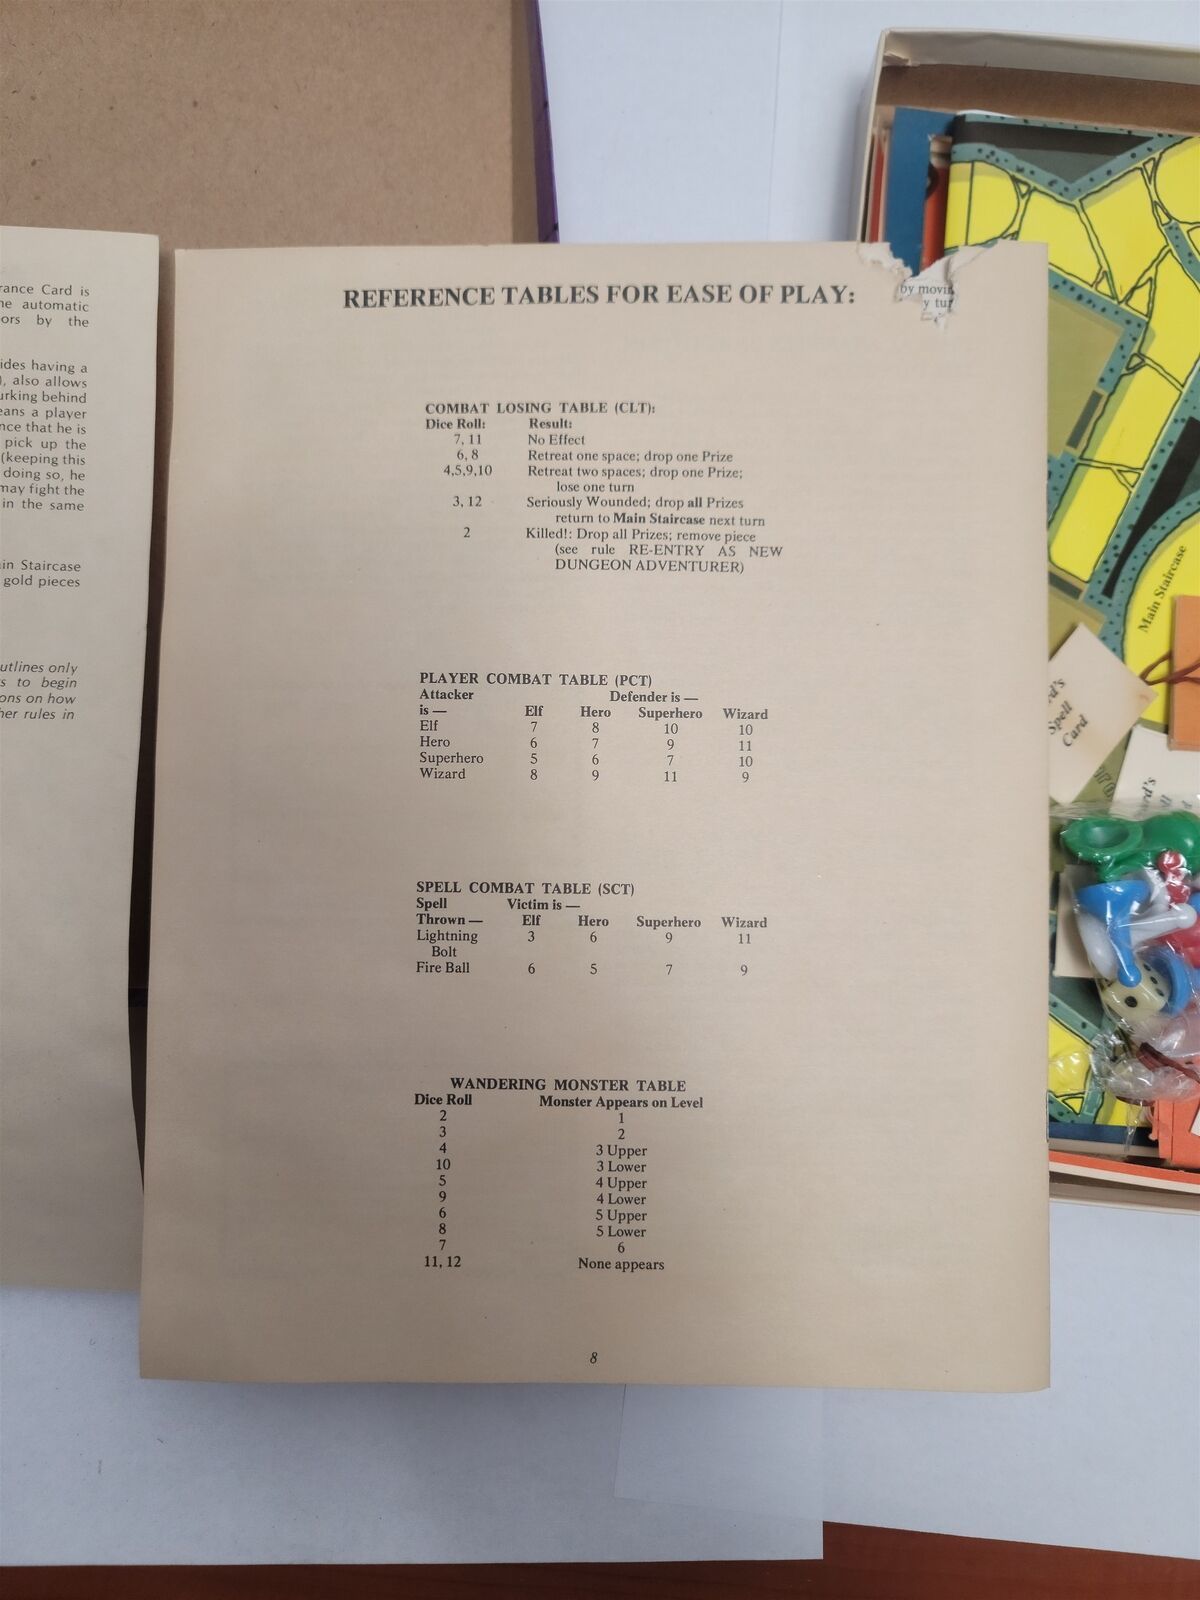 rance Card is
ne automatic
ors by the
ides having a
), also allows
urking behind
eans a player
nce that he is
pick up the
(keeping this
doing so, he
may fight the
in the same
in Staircase
gold pieces
utlines only
s to begin
ons on how
her rules in
REFERENCE TABLES FOR EASE OF PLAY:
by movin
y tur
COMBAT LOSING TABLE (CLT):
Dice Roll: Result:
7, 11 No Effect
6, 8 Retreat one space; drop one Prize
4,5,9,10 Retreat two spaces; drop one Prize;
lose one turn
3, 12 Seriously Wounded; drop all Prizes
return to Main Staircase next turn
2 Killed!: Drop all Prizes; remove piece
(see rule RE-ENTRY AS NEW
DUNGEON ADVENTURER)
PLAYER COMBAT TABLE (PCT)
Attacker Defender is —
is — Elf Hero Superhero Wizard
Elf 7 8 10 10
Hero 6 7 9 11
Superhero 5 6 7 10
Wizard 8 9 11 9
SPELL COMBAT TABLE (SCT)
Spell Victim is —
Thrown — Elf Hero Superhero Wizard
Lightning 3 6 9 11
Bolt
Fire Ball 6 5 7 9
WANDERING MONSTER TABLE
Dice Roll Monster Appears on Level
2 1
3 2
4 3 Upper
10 3 Lower
5 4 Upper
9 4 Lower
6 5 Upper
8 5 Lower
7 6
11, 12 None appears
8
Main Staircase
rd's
Spell
Card
ard's
ll
d